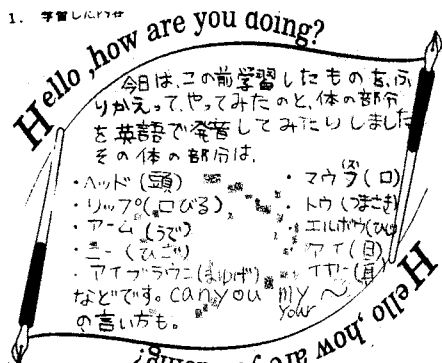 1. 学習した内容
Hello, how are you doing?
今日は、この前学習したものを、ふ
りかえって、やってみたのと、体の部分
を英語で発音してみたりしました
その体の部分は、
・ヘッド(頭) ・マウス(ズ)(口)
・リップ(口びる) ・トウ(つまさき)
・アーム(うで) ・エルボウ(ひじ)
・ニー(ひざ) ・アイ(目)
・アイブラウニ(まゆげ) ・イヤー(耳)
などです。can you my ～
your
の言い方も。
Hello, how are you doing?